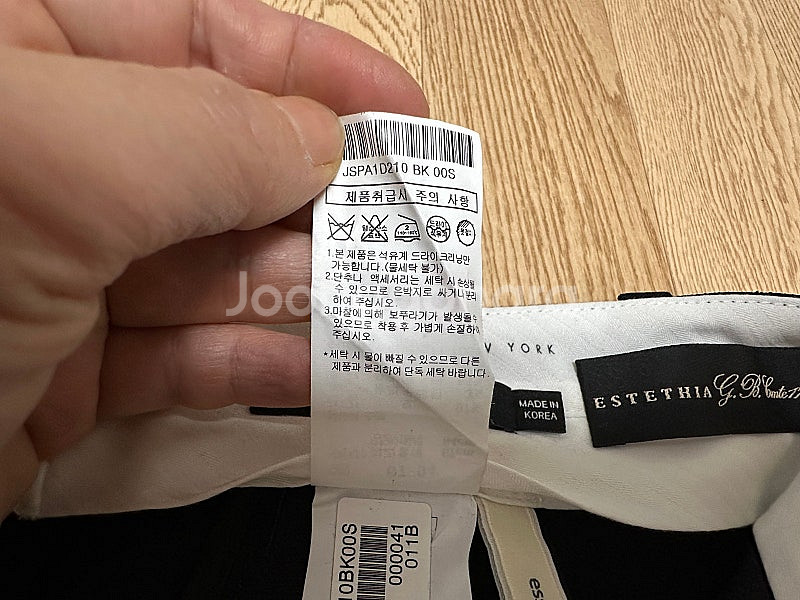 JSPA1D210 BK 00S
제품취급시 주의 사항
1.본 제품은 석유계 드라이 크리닝만
가능합니다.(물세탁 불가)
2.단추나 액세서리는 세탁 시 손상될
수 있으므로 은박지로 싸거나 분리
하여 주십시오.
3.마찰에 의해 보푸라기가 발생될 수
있으므로 착용 후 가볍게 손질하여
주십시오.
*세탁 시 물이 빠질 수 있으므로 다른
제품과 분리하여 단독 세탁 바랍니다.
YORK
MADE IN
KOREA
ESTETHIA G.B.
10BK00S
000041
011B